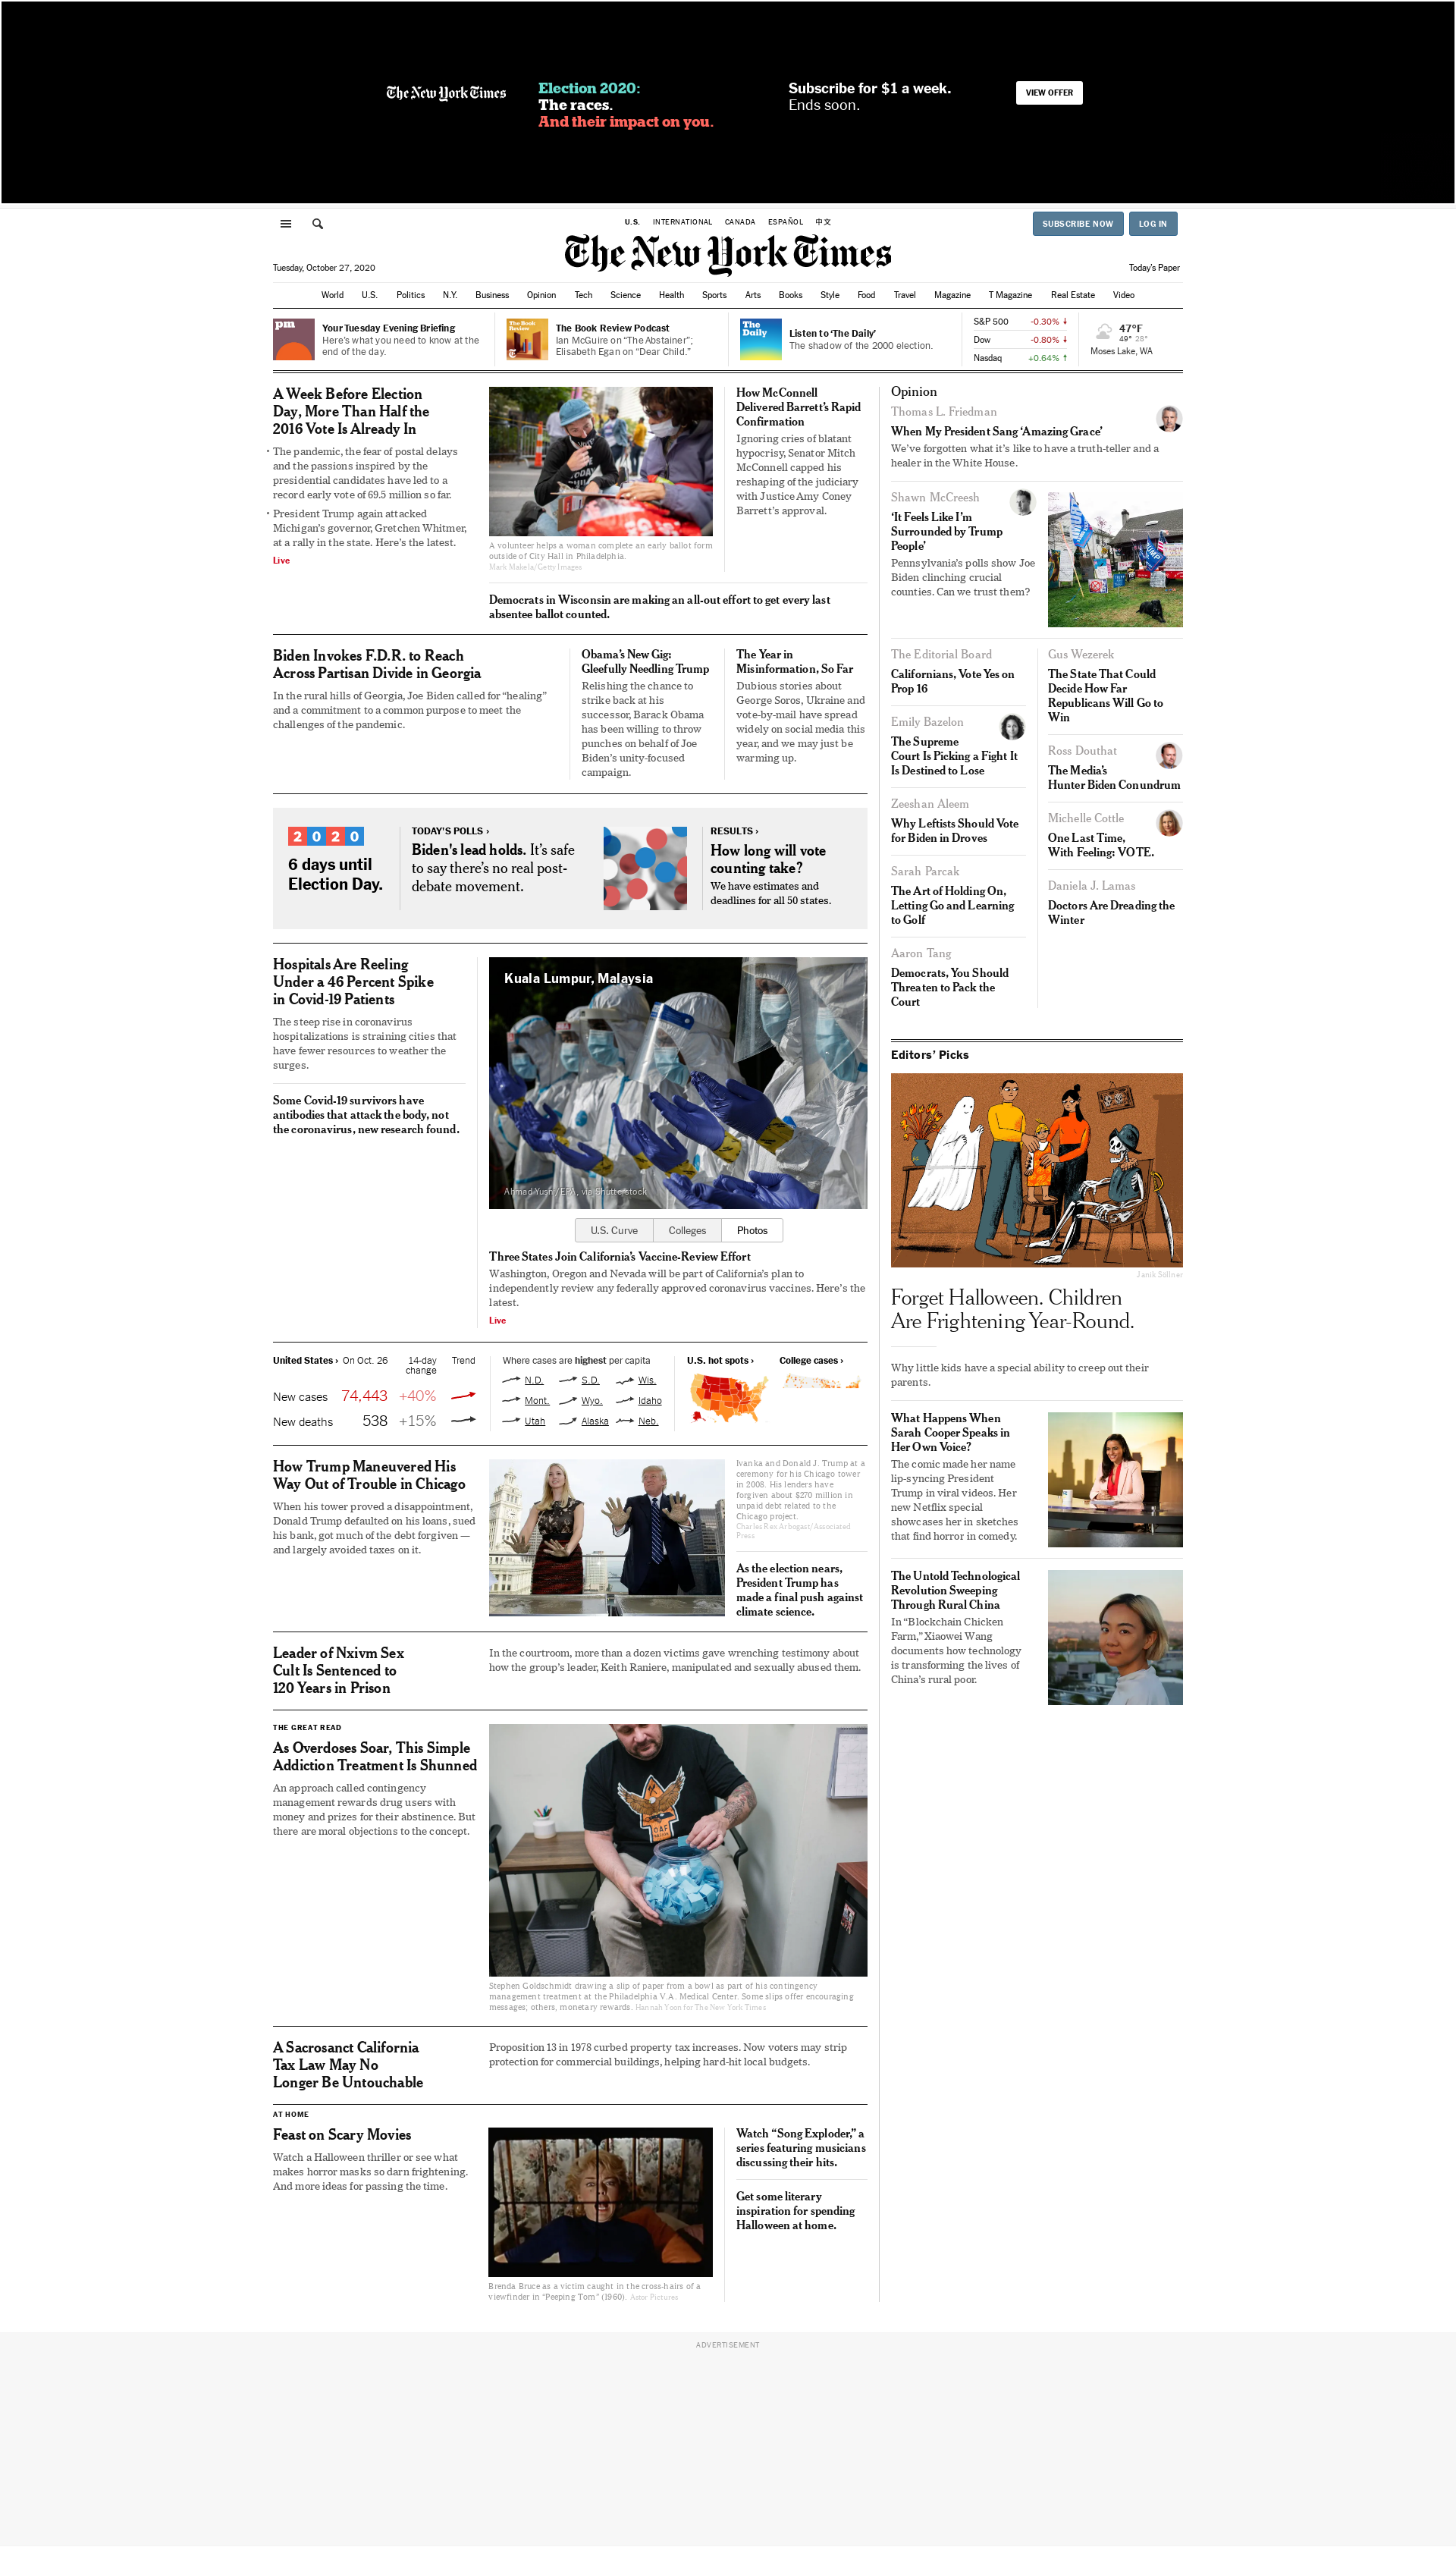 The New York Times
Election 2020:
The races.
And their impact on you.
Subscribe for $1 a week.
Ends soon.
VIEW OFFER
U.S. INTERNATIONAL CANADA ESPAÑOL 中文
SUBSCRIBE NOW LOG IN
The New York Times
Tuesday, October 27, 2020
Today's Paper
World U.S. Politics N.Y. Business Opinion Tech Science Health Sports Arts Books Style Food Travel Magazine T Magazine Real Estate Video
pm
Your Tuesday Evening Briefing
Here's what you need to know at the
end of the day.
The Book
Review
The Book Review Podcast
Ian McGuire on “The Abstainer”;
Elisabeth Egan on “Dear Child.”
The
Daily
Listen to ‘The Daily’
The shadow of the 2000 election.
S&P 500 -0.30% ↓
Dow -0.80% ↓
Nasdaq +0.64% ↑
47°F
49° 28°
Moses Lake, WA
A Week Before Election
Day, More Than Half the
2016 Vote Is Already In
• The pandemic, the fear of postal delays
and the passions inspired by the
presidential candidates have led to a
record early vote of 69.5 million so far.
• President Trump again attacked
Michigan’s governor, Gretchen Whitmer,
at a rally in the state. Here’s the latest.
Live
A volunteer helps a woman complete an early ballot form
outside of City Hall in Philadelphia.
Mark Makela/Getty Images
How McConnell
Delivered Barrett’s Rapid
Confirmation
Ignoring cries of blatant
hypocrisy, Senator Mitch
McConnell capped his
reshaping of the judiciary
with Justice Amy Coney
Barrett’s approval.
Democrats in Wisconsin are making an all-out effort to get every last
absentee ballot counted.
Biden Invokes F.D.R. to Reach
Across Partisan Divide in Georgia
In the rural hills of Georgia, Joe Biden called for “healing”
and a commitment to a common purpose to meet the
challenges of the pandemic.
Obama’s New Gig:
Gleefully Needling Trump
Relishing the chance to
strike back at his
successor, Barack Obama
has been willing to throw
punches on behalf of Joe
Biden’s unity-focused
campaign.
The Year in
Misinformation, So Far
Dubious stories about
George Soros, Ukraine and
vote-by-mail have spread
widely on social media this
year, and we may just be
warming up.
2020
6 days until
Election Day.
TODAY’S POLLS ›
Biden's lead holds. It’s safe
to say there’s no real post-
debate movement.
RESULTS ›
How long will vote
counting take?
We have estimates and
deadlines for all 50 states.
Hospitals Are Reeling
Under a 46 Percent Spike
in Covid-19 Patients
The steep rise in coronavirus
hospitalizations is straining cities that
have fewer resources to weather the
surges.
Some Covid-19 survivors have
antibodies that attack the body, not
the coronavirus, new research found.
Kuala Lumpur, Malaysia
Ahmad Yusni/EPA, via Shutterstock
U.S. Curve Colleges Photos
Three States Join California’s Vaccine-Review Effort
Washington, Oregon and Nevada will be part of California’s plan to
independently review any federally approved coronavirus vaccines. Here’s the
latest.
Live
United States › On Oct. 26 14-day Trend
change
New cases 74,443 +40%
New deaths 538 +15%
Where cases are highest per capita
N.D. S.D. Wis.
Mont. Wyo. Idaho
Utah Alaska Neb.
U.S. hot spots ›
College cases ›
How Trump Maneuvered His
Way Out of Trouble in Chicago
When his tower proved a disappointment,
Donald Trump defaulted on his loans, sued
his bank, got much of the debt forgiven —
and largely avoided taxes on it.
Ivanka and Donald J. Trump at a
ceremony for his Chicago tower
in 2008. His lenders have
forgiven about $270 million in
unpaid debt related to the
Chicago project.
Charles Rex Arbogast/Associated
Press
As the election nears,
President Trump has
made a final push against
climate science.
Leader of Nxivm Sex
Cult Is Sentenced to
120 Years in Prison
In the courtroom, more than a dozen victims gave wrenching testimony about
how the group’s leader, Keith Raniere, manipulated and sexually abused them.
THE GREAT READ
As Overdoses Soar, This Simple
Addiction Treatment Is Shunned
An approach called contingency
management rewards drug users with
money and prizes for their abstinence. But
there are moral objections to the concept.
Stephen Goldschmidt drawing a slip of paper from a bowl as part of his contingency
management treatment at the Philadelphia V.A. Medical Center. Some slips offer encouraging
messages; others, monetary rewards. Hannah Yoon for The New York Times
A Sacrosanct California
Tax Law May No
Longer Be Untouchable
Proposition 13 in 1978 curbed property tax increases. Now voters may strip
protection for commercial buildings, helping hard-hit local budgets.
AT HOME
Feast on Scary Movies
Watch a Halloween thriller or see what
makes horror masks so darn frightening.
And more ideas for passing the time.
Brenda Bruce as a victim caught in the cross-hairs of a
viewfinder in “Peeping Tom” (1960). Astor Pictures
Watch “Song Exploder,” a
series featuring musicians
discussing their hits.
Get some literary
inspiration for spending
Halloween at home.
Opinion
Thomas L. Friedman
When My President Sang ‘Amazing Grace’
We’ve forgotten what it’s like to have a truth-teller and a
healer in the White House.
Shawn McCreesh
‘It Feels Like I’m
Surrounded by Trump
People’
Pennsylvania’s polls show Joe
Biden clinching crucial
counties. Can we trust them?
The Editorial Board
Californians, Vote Yes on
Prop 16
Emily Bazelon
The Supreme
Court Is Picking a Fight It
Is Destined to Lose
Zeeshan Aleem
Why Leftists Should Vote
for Biden in Droves
Sarah Parcak
The Art of Holding On,
Letting Go and Learning
to Golf
Aaron Tang
Democrats, You Should
Threaten to Pack the
Court
Gus Wezerek
The State That Could
Decide How Far
Republicans Will Go to
Win
Ross Douthat
The Media’s
Hunter Biden Conundrum
Michelle Cottle
One Last Time,
With Feeling: VOTE.
Daniela J. Lamas
Doctors Are Dreading the
Winter
Editors’ Picks
Janik Söllner
Forget Halloween. Children
Are Frightening Year-Round.
Why little kids have a special ability to creep out their
parents.
What Happens When
Sarah Cooper Speaks in
Her Own Voice?
The comic made her name
lip-syncing President
Trump in viral videos. Her
new Netflix special
showcases her in sketches
that find horror in comedy.
The Untold Technological
Revolution Sweeping
Through Rural China
In “Blockchain Chicken
Farm,” Xiaowei Wang
documents how technology
is transforming the lives of
China’s rural poor.
ADVERTISEMENT